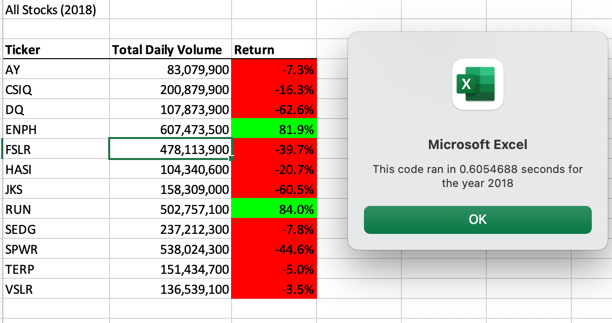 All Stocks (2018)
Ticker Total Daily Volume Return
AY 83,079,900 -7.3%
CSIQ 200,879,900 -16.3%
DQ 107,873,900 -62.6%
ENPH 607,473,500 81.9%
FSLR 478,113,900 -39.7%
HASI 104,340,600 -20.7%
JKS 158,309,000 -60.5%
RUN 502,757,100 84.0%
SEDG 237,212,300 -7.8%
SPWR 538,024,300 -44.6%
TERP 151,434,700 -5.0%
VSLR 136,539,100 -3.5%
X
Microsoft Excel
This code ran in 0.6054688 seconds for
the year 2018
OK